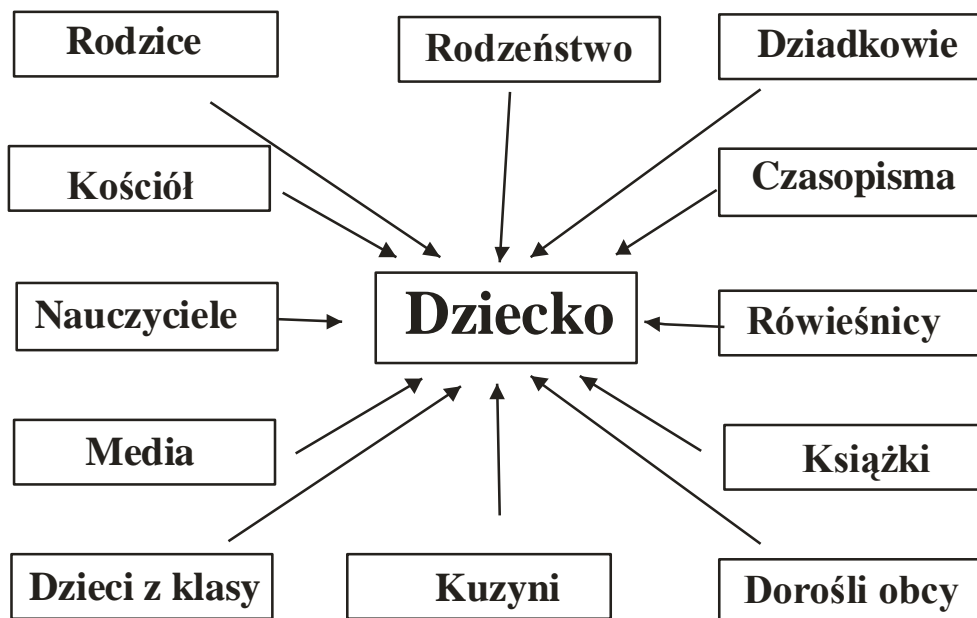 Rodzice
Rodzeństwo
Dziadkowie
Kościół
Czasopisma
Nauczyciele
Dziecko
Rówieśnicy
Media
Książki
Dzieci z klasy
Kuzyni
Dorośli obcy